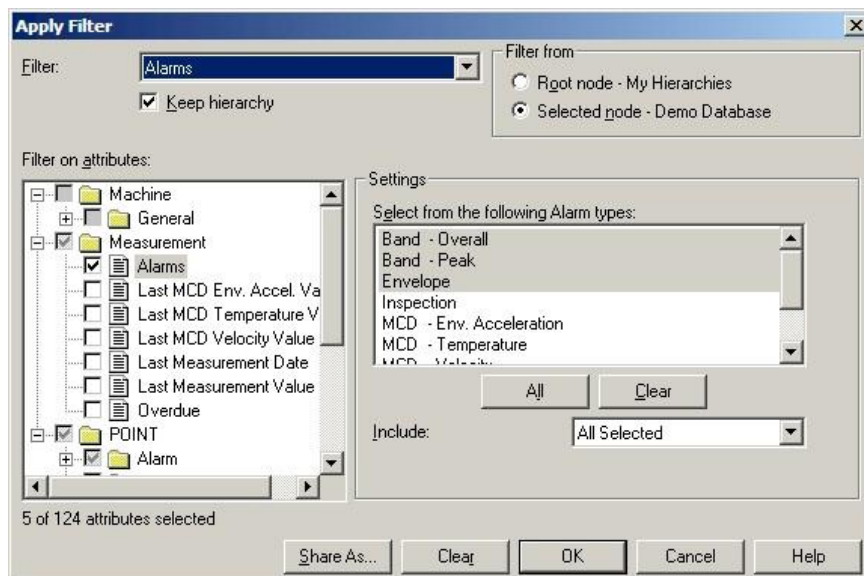 Apply Filter
Filter:
Alarms
Keep hierarchy
Filter from
Root node - My Hierarchies
Selected node - Demo Database
Filter on attributes:
Machine
General
Measurement
Alarms
Last MCD Env. Accel. Va
Last MCD Temperature V
Last MCD Velocity Value
Last Measurement Date
Last Measurement Value
Overdue
POINT
Alarm
5 of 124 attributes selected
Settings
Select from the following Alarm types:
Band - Overall
Band - Peak
Envelope
Inspection
MCD - Env. Acceleration
MCD - Temperature
MCD - Velocity
All
Clear
Include:
All Selected
Share As...
Clear
OK
Cancel
Help